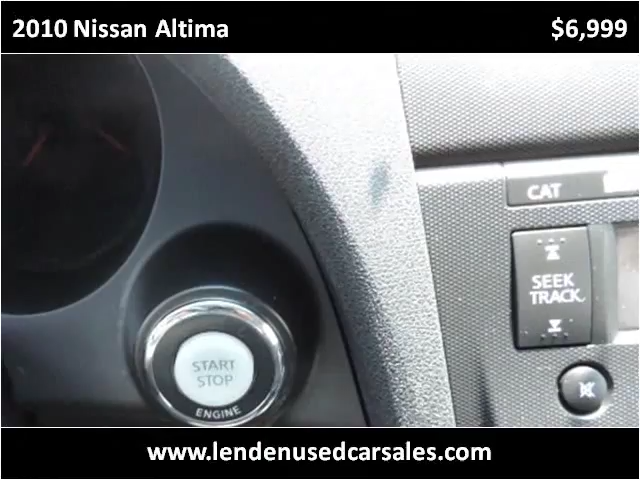 2010 Nissan Altima
$6,999
CAT
SEEK
TRACK
START
STOP
ENGINE
www.lendenusedcarsales.com